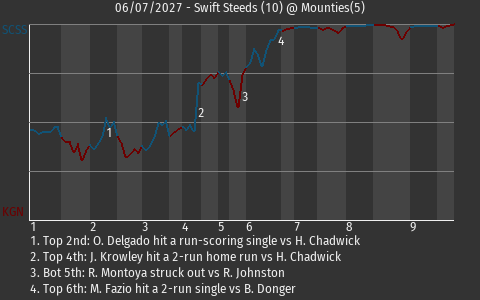 06/07/2027 - Swift Steeds (10) @ Mounties(5)
SCSS
4
3
2
1
KGN
1 2 3 4 5 6 7 8 9
1. Top 2nd: O. Delgado hit a run-scoring single vs H. Chadwick
2. Top 4th: J. Krowley hit a 2-run home run vs H. Chadwick
3. Bot 5th: R. Montoya struck out vs R. Johnston
4. Top 6th: M. Fazio hit a 2-run single vs B. Donger